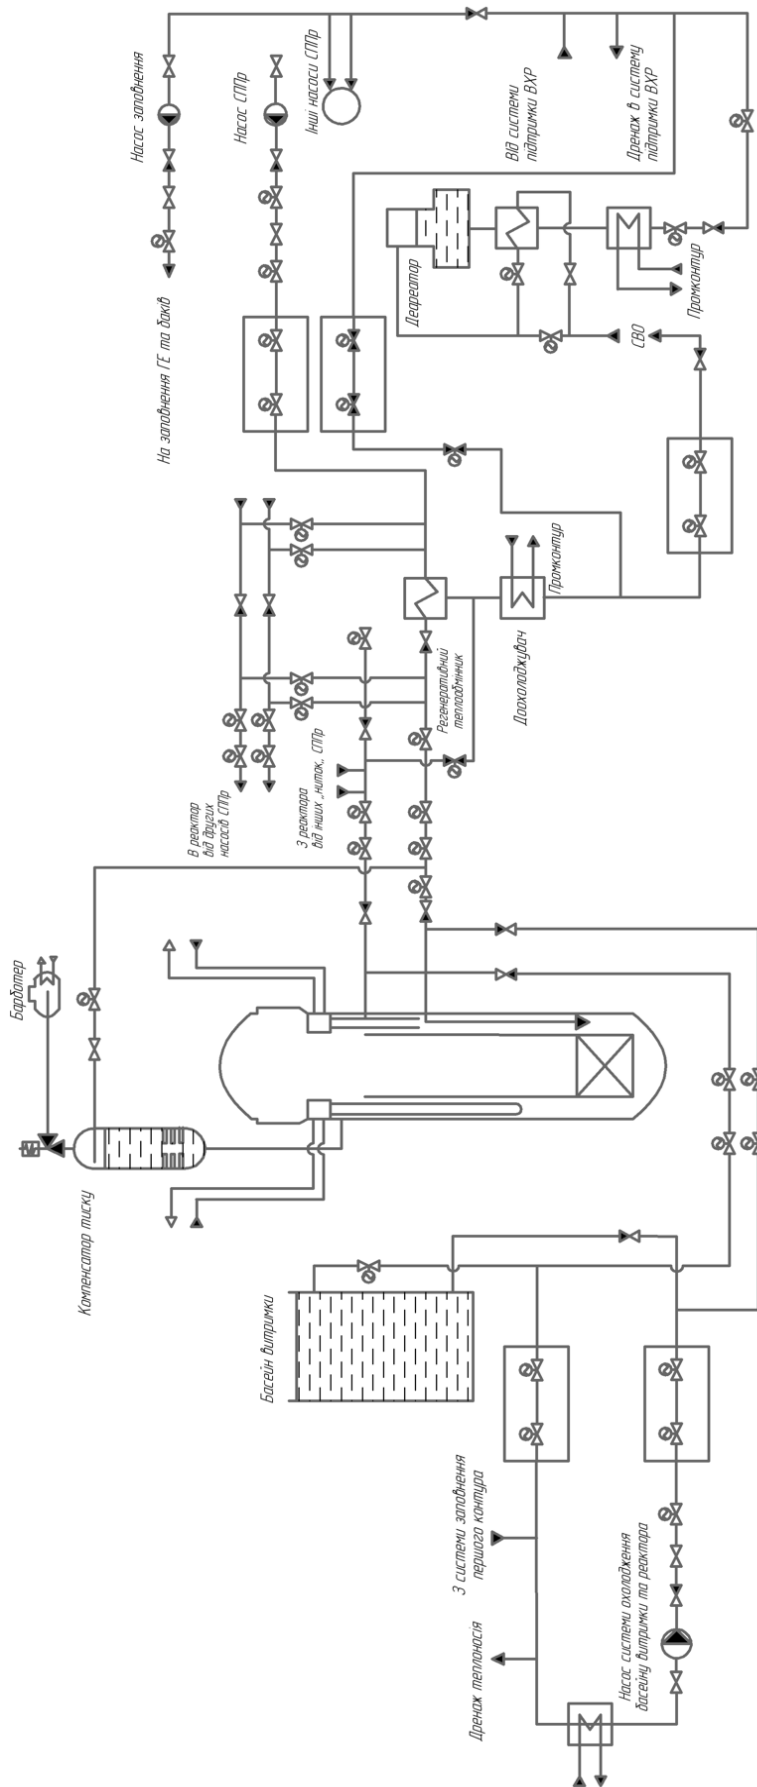 Насос заповнення
Насос СППр
Інші насоси СППр
Від системи
підтримки ВХР
Дренаж в систему
підтримки ВХР
На заповнення ГЕ та баків
Деаератор
Промконтур
СВО
Регенеративний
теплообмінник
Доохолоджувач
Промконтур
В реактор
від других
насосів СППр
З реактора
від інших „ниток„ СППр
Барботер
Компенсатор тиску
Басейн витримки
З системи заповнення
першого контура
Дренаж теплоносія
Насос системи охолодження
басейну витримки та реактора